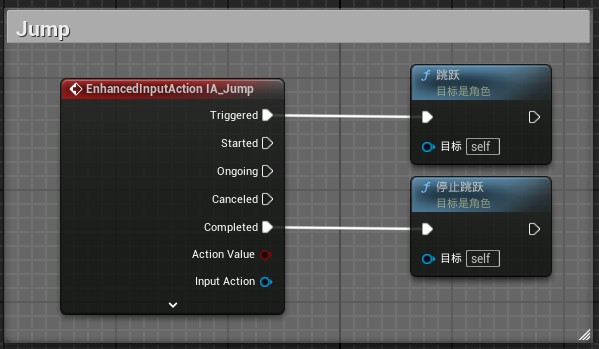 Jump
EnhancedInputAction IA_Jump
Triggered
Started
Ongoing
Canceled
Completed
Action Value
Input Action
f 跳跃
目标是角色
目标 self
f 停止跳跃
目标是角色
目标 self